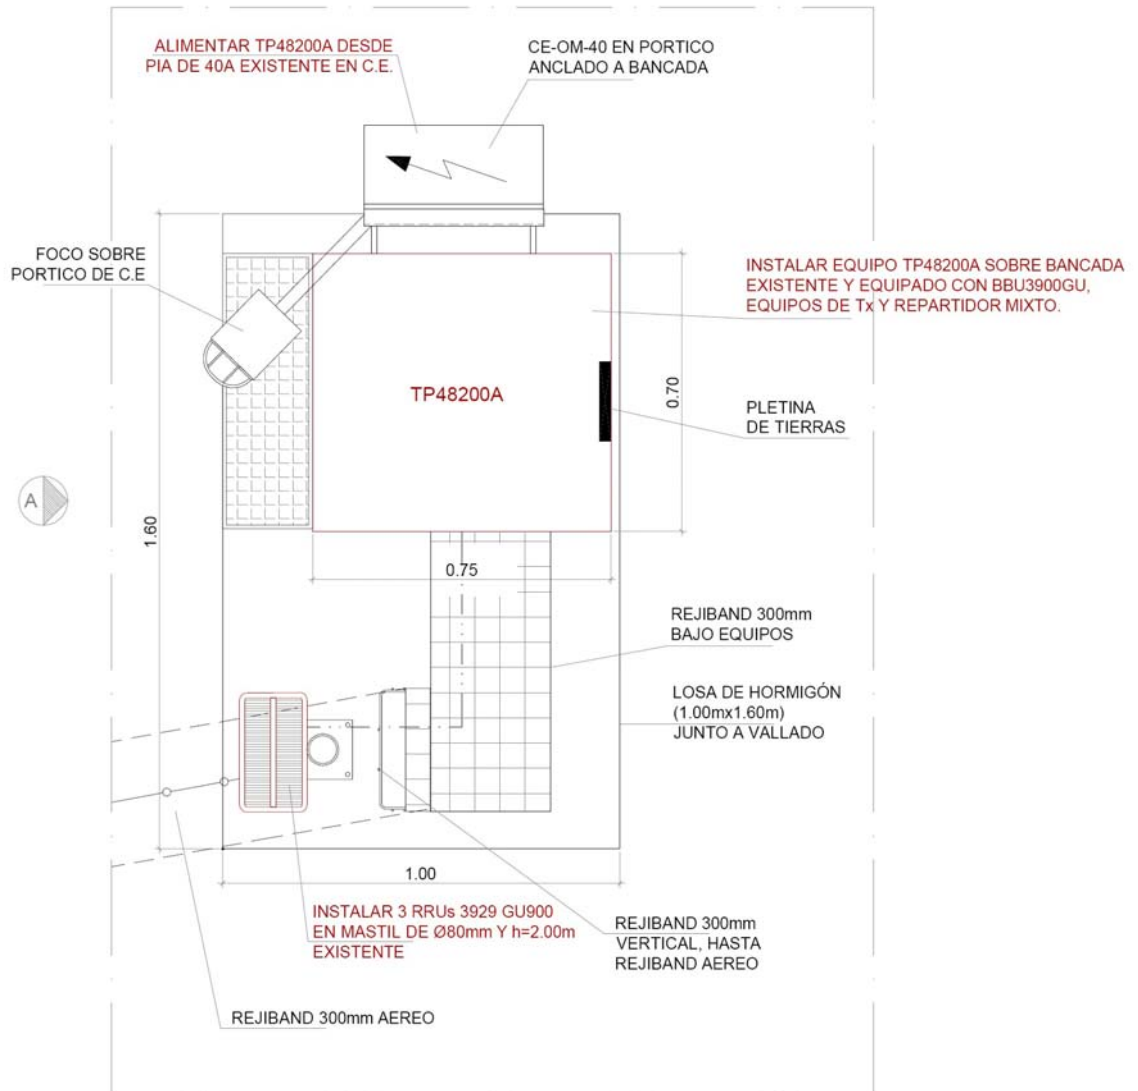 ALIMENTAR TP48200A DESDE
PIA DE 40A EXISTENTE EN C.E.
CE-OM-40 EN PORTICO
ANCLADO A BANCADA
FOCO SOBRE
PORTICO DE C.E
INSTALAR EQUIPO TP48200A SOBRE BANCADA
EXISTENTE Y EQUIPADO CON BBU3900GU,
EQUIPOS DE Tx Y REPARTIDOR MIXTO.
TP48200A
0.70
PLETINA
DE TIERRAS
A
1.60
0.75
REJIBAND 300mm
BAJO EQUIPOS
LOSA DE HORMIGÓN
(1.00mx1.60m)
JUNTO A VALLADO
1.00
INSTALAR 3 RRUs 3929 GU900
EN MASTIL DE Ø80mm Y h=2.00m
EXISTENTE
REJIBAND 300mm
VERTICAL, HASTA
REJIBAND AEREO
REJIBAND 300mm AEREO